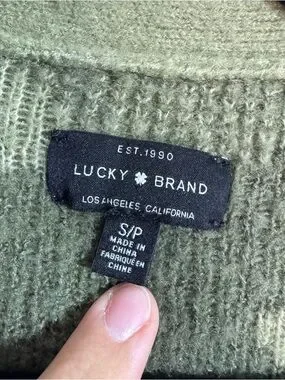 EST.1990
LUCKY BRAND
LOS ANGELES, CALIFORNIA
S/P
MADE IN
CHINA
FABRIQUÉ EN
CHINE